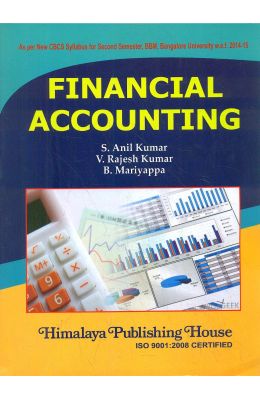 As per New CBCS Syllabus for Second Semester, BBM, Bangalore University w.e.f. 2014-15
FINANCIAL
ACCOUNTING
S. Anil Kumar
V. Rajesh Kumar
B. Mariyappa
Himalaya Publishing House
ISO 9001:2008 CERTIFIED